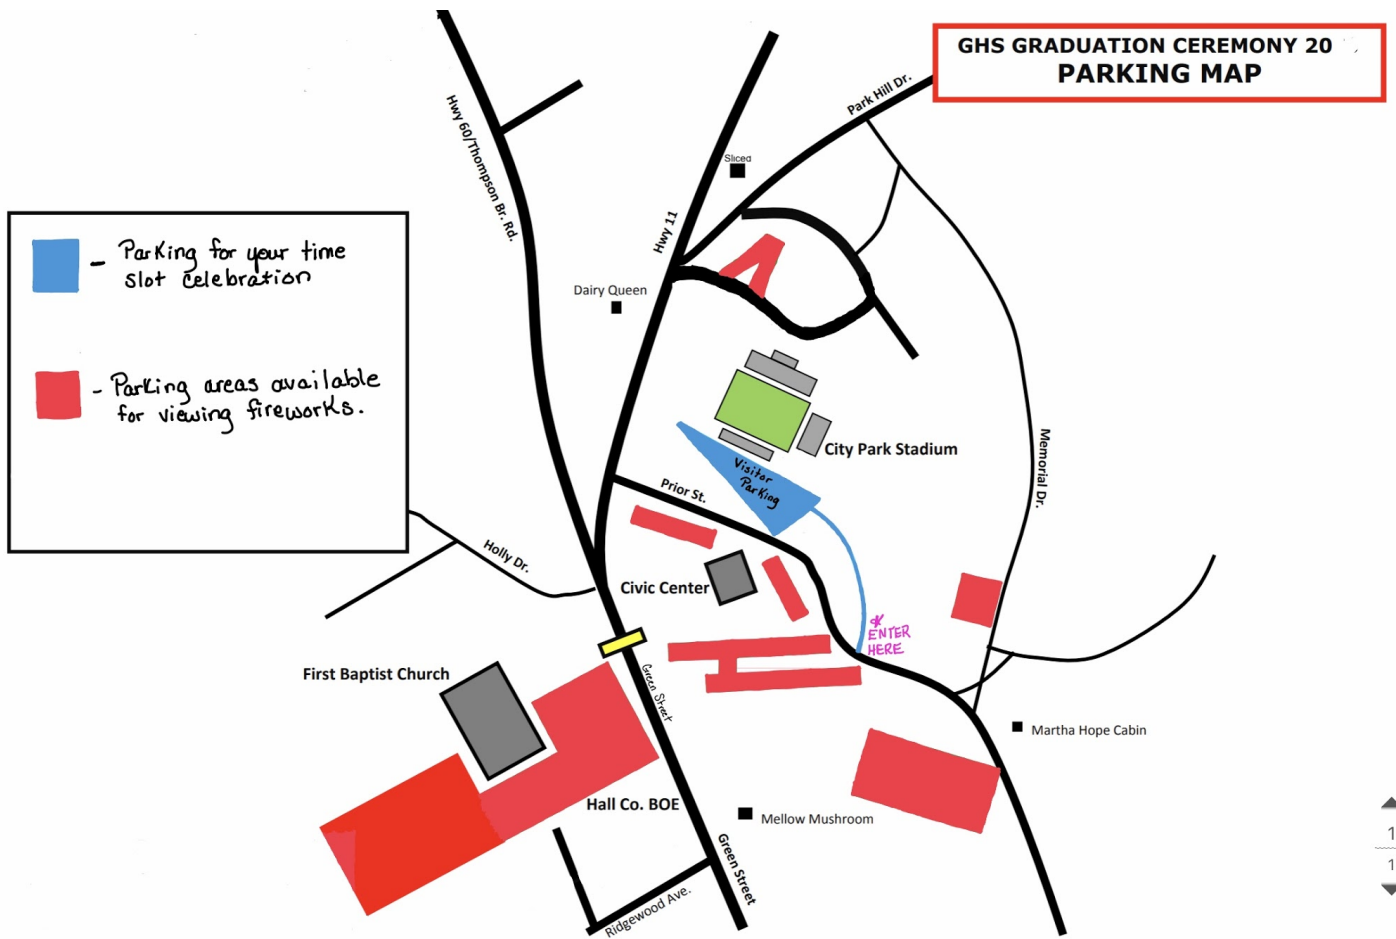 GHS GRADUATION CEREMONY 20
PARKING MAP
Park Hill Dr.
Sliced
Hwy 60/Thompson Br. Rd.
Hwy 11
Parking for your time
slot celebration
Dairy Queen
Parking areas available
for viewing fireworks.
City Park Stadium
Memorial Dr.
Visitor
Parking
Prior St.
Holly Dr.
Civic Center
* ENTER
HERE
First Baptist Church
Green Street
Martha Hope Cabin
Hall Co. BOE
Mellow Mushroom
Green Street
Ridgewood Ave.
1
1